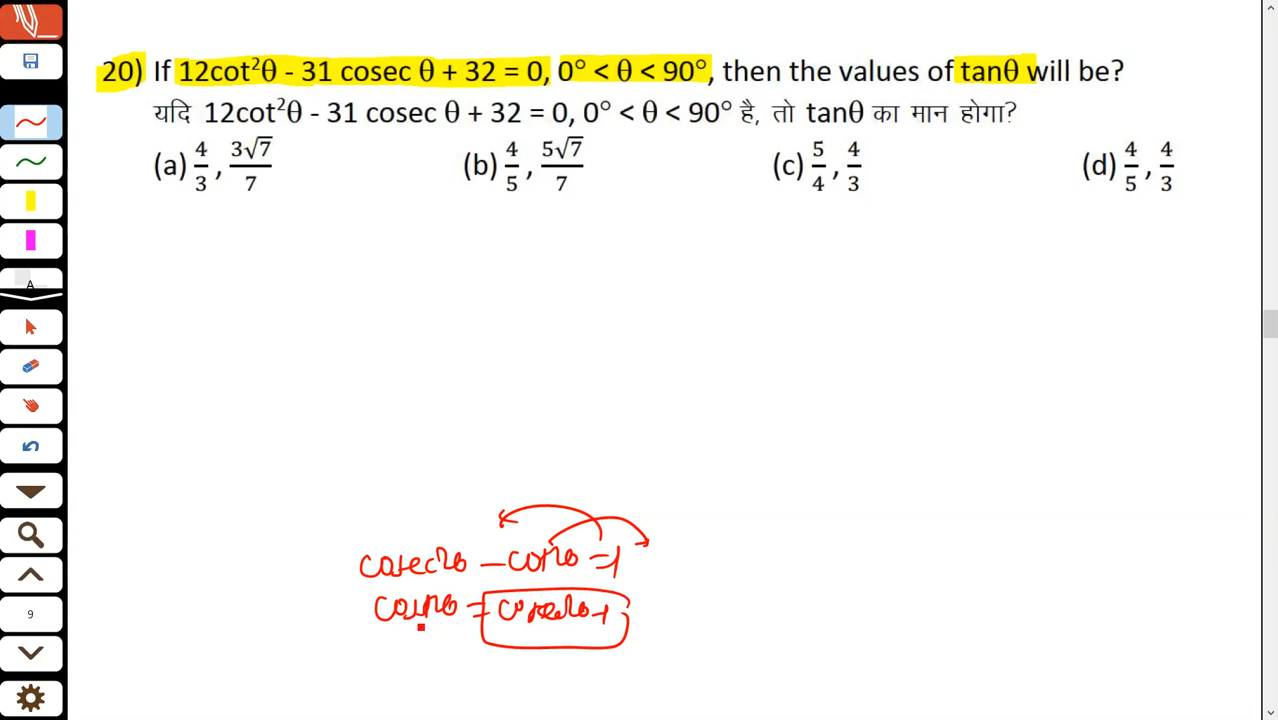 20) If 12cot²θ - 31 cosec θ + 32 = 0, 0° < θ < 90°, then the values of tanθ will be?
यदि 12cot²θ - 31 cosec θ + 32 = 0, 0° < θ < 90° है, तो tanθ का मान होगा?
(a) 4/3, 3√7/7 (b) 4/5, 5√7/7 (c) 5/4, 4/3 (d) 4/5, 4/3
cosec²θ - cot²θ = 1
cot²θ = cosec²θ - 1
A
9